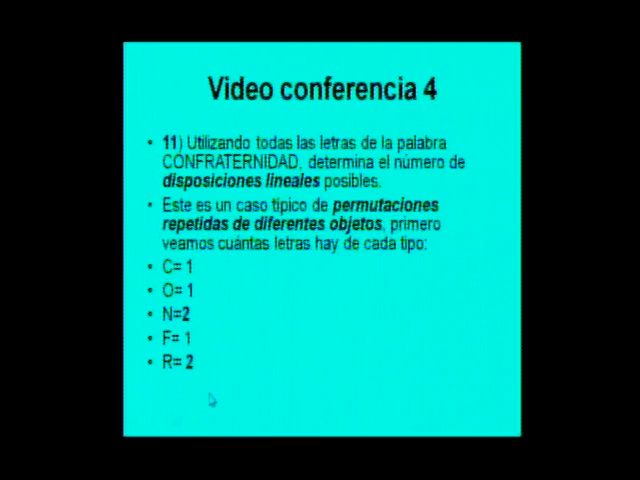 Video conferencia 4
• 11) Utilizando todas las letras de la palabra
CONFRATERNIDAD, determina el número de
disposiciones lineales posibles.
• Este es un caso típico de permutaciones
repetidas de diferentes objetos, primero
veamos cuántas letras hay de cada tipo:
• C= 1
• O= 1
• N=2
• F= 1
• R= 2